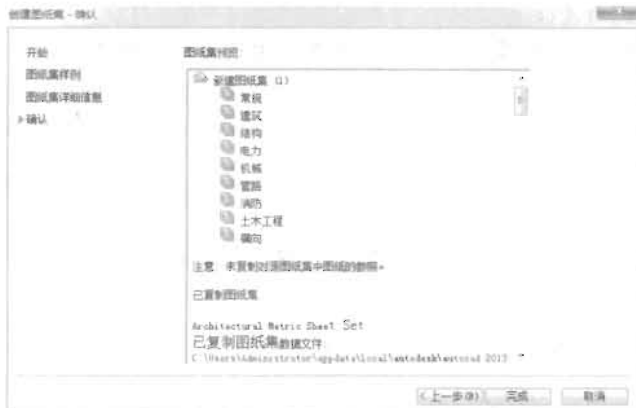 创建图纸集 - 确认
开始
图纸集样例
图纸集详细信息
确认
图纸集预览:
新建图纸集 (1)
常规
建筑
结构
电力
机械
管路
消防
土木工程
横向
注意: 未复制对源图纸集中图纸的参照。
已复制图纸集
Architectural Metric Sheet Set
已复制图纸集数据文件:
C:\Users\Administrator\appdata\local\autodesk\autocad 2013
<上一步(B) 完成 取消